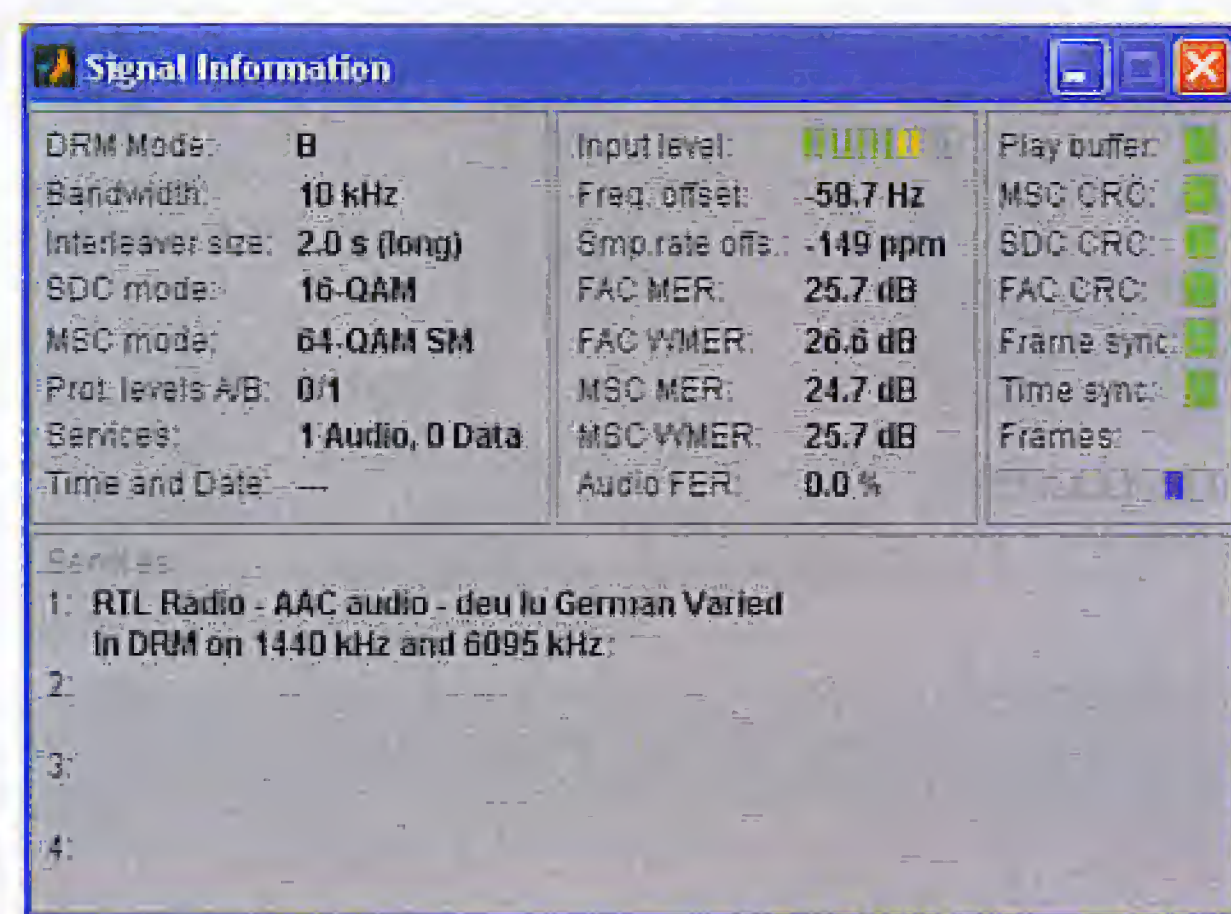 Signal Information
DRM Mode: B
Bandwidth: 10 kHz
Interleaver size: 2.0 s (long)
SDC mode: 16-QAM
MSC mode: 64-QAM SM
Prot. levels A/B: 0/1
Services: 1 Audio, 0 Data
Time and Date: ---
Input level:
Freq. offset: -58.7 Hz
Smp.rate offs.: -149 ppm
FAC MER: 25.7 dB
FAC WMER: 26.6 dB
MSC MER: 24.7 dB
MSC WMER: 25.7 dB
Audio FER: 0.0 %
Play buffer:
MSC CRC:
SDC CRC:
FAC CRC:
Frame sync:
Time sync:
Frames:
Services
1: RTL Radio - AAC audio - deu lu German Varied
In DRM on 1440 kHz and 6095 kHz
2:
3:
4: